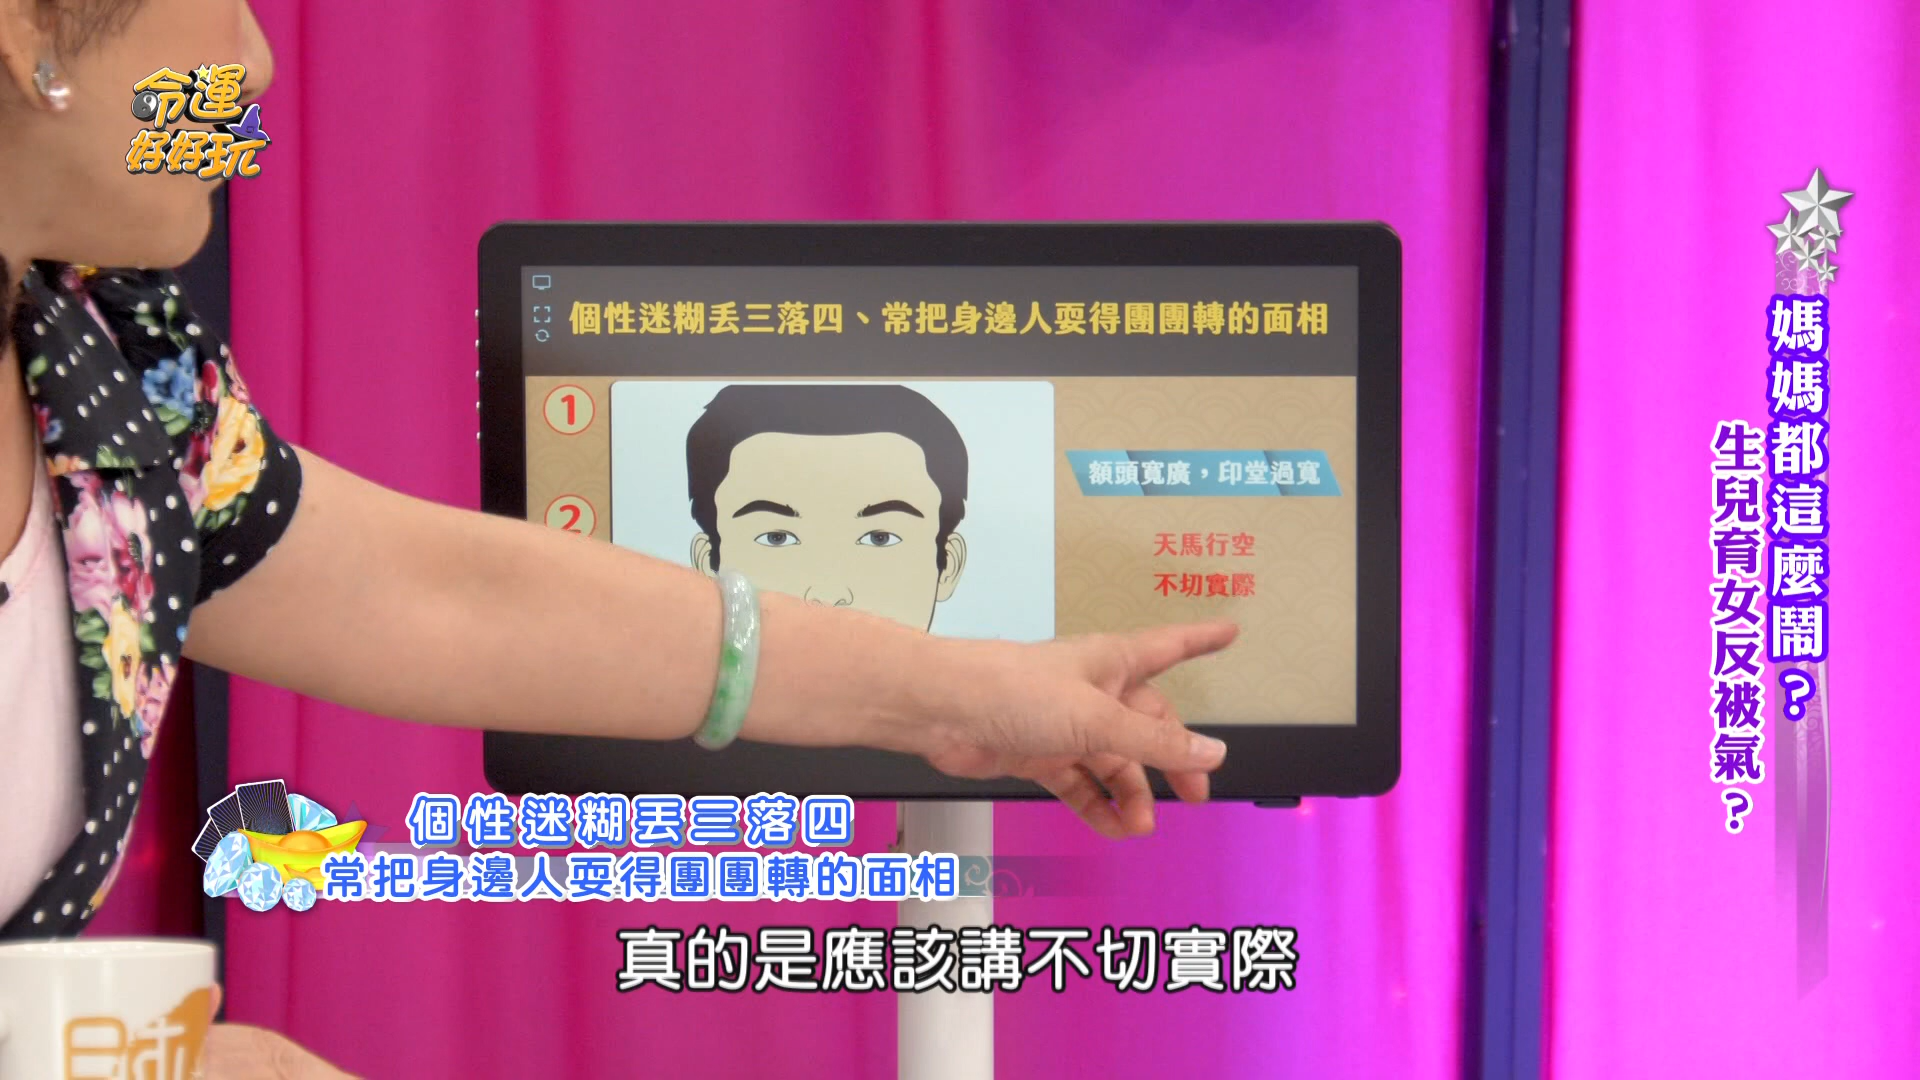 命運
好好玩
個性迷糊丟三落四、常把身邊人耍得團團轉的面相
1
2
額頭寬廣，印堂過寬
天馬行空
不切實際
媽媽都這麼鬧？
生兒育女反被氣？
個性迷糊丟三落四
常把身邊人耍得團團轉的面相
真的是應該講不切實際